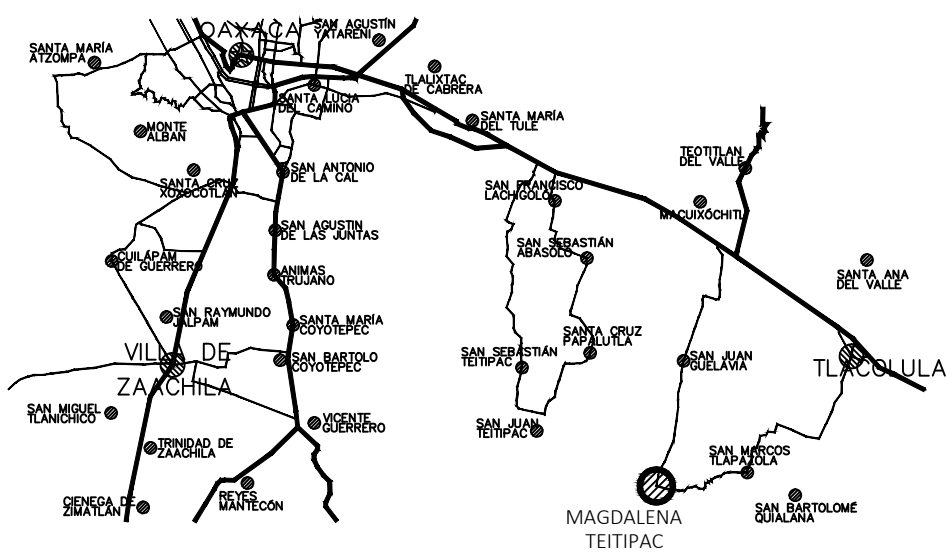 OAXACA
SAN AGUSTÍN
YATARENI
SANTA MARÍA
ATZOMPA
TLALIXTAC
DE CABRERA
SANTA LUCIA
DEL CAMINO
SANTA MARÍA
DEL TULE
MONTE
ALBAN
TEOTITLAN
DEL VALLE
SAN ANTONIO
DE LA CAL
SANTA CRUZ
XOXOCOTLÁN
SAN FRANCISCO
LACHIGOLO
MACUIXÓCHITL
SAN AGUSTIN
DE LAS JUNTAS
SAN SEBASTIÁN
ABASOLO
CUILÁPAM
DE GUERRERO
ANIMAS
TRUJANO
SANTA ANA
DEL VALLE
SAN RAYMUNDO
JALPAM
SANTA MARÍA
COYOTEPEC
SANTA CRUZ
PAPALUTLA
VILLA DE
ZAACHILA
SAN BARTOLO
COYOTEPEC
SAN SEBASTIÁN
TEITIPAC
SAN JUAN
GUELAVIA
TLACOLULA
SAN MIGUEL
TLANICHICO
VICENTE
GUERRERO
SAN JUAN
TEITIPAC
TRINIDAD DE
ZAACHILA
SAN MARCOS
TLAPAZOLA
CIENEGA DE
ZIMATLÁN
REYES
MANTECÓN
SAN BARTOLOMÉ
QUIALANA
MAGDALENA
TEITIPAC